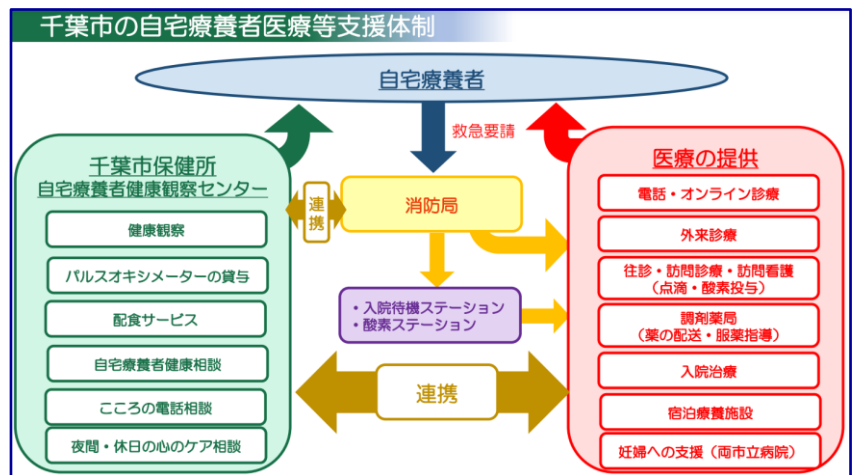 千葉市の自宅療養者医療等支援体制
自宅療養者
救急要請
千葉市保健所
自宅療養者健康観察センター
健康観察
パルスオキシメーターの貸与
配食サービス
自宅療養者健康相談
こころの電話相談
夜間・休日の心のケア相談
連携
消防局
・入院待機ステーション
・酸素ステーション
連携
医療の提供
電話・オンライン診療
外来診療
往診・訪問診療・訪問看護
(点滴・酸素投与)
調剤薬局
(薬の配送・服薬指導)
入院治療
宿泊療養施設
妊婦への支援(両市立病院)